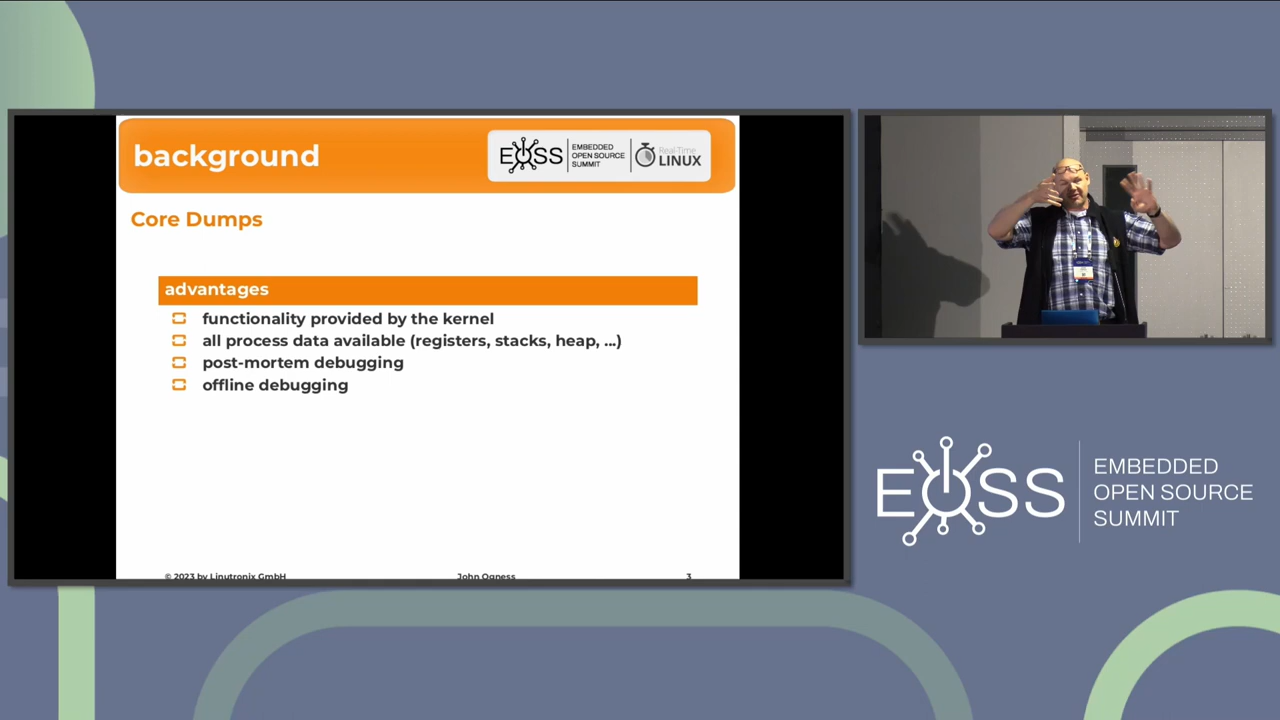 background
EOSS
EMBEDDED
OPEN SOURCE
SUMMIT
Real-Time
LINUX
Core Dumps
advantages
functionality provided by the kernel
all process data available (registers, stacks, heap, ...)
post-mortem debugging
offline debugging
© 2023 by Linutronix GmbH
John Ogness
3
EOSS
EMBEDDED
OPEN SOURCE
SUMMIT